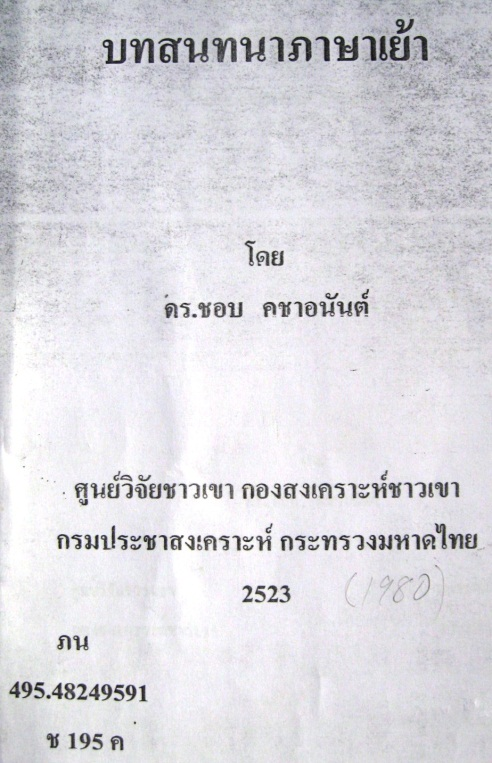 บทสนทนาภาษาเย้า
โดย
ดร.ชอบ คชาอนันต์
ศูนย์วิจัยชาวเขา กองสงเคราะห์ชาวเขา
กรมประชาสงเคราะห์ กระทรวงมหาดไทย
2523 (1980)
ภน
495.48249591
ช 195 ค